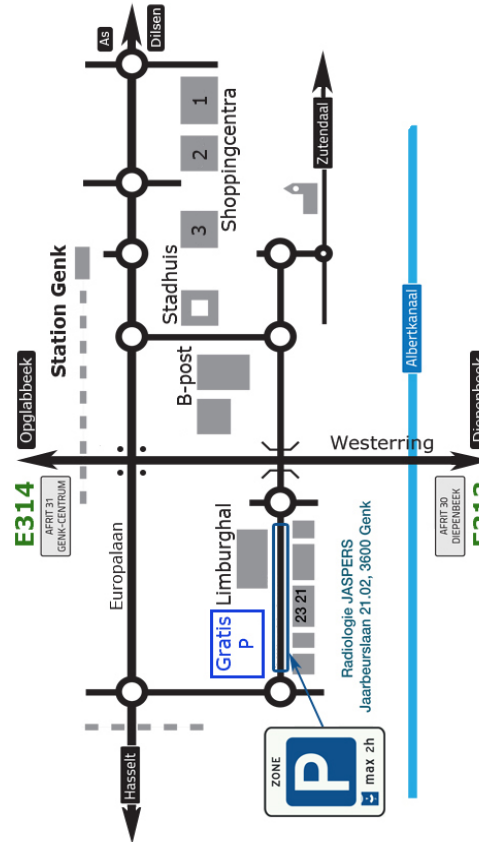 E314
AFRIT 31
GENK-CENTRUM
Opglabbeek
Station Genk
As
Dilsen
Europalaan
Hasselt
Shoppingcentra
1
2
3
Stadhuis
B-post
Limburghal
Gratis
P
Zutendaal
Westerring
Albertkanaal
23 21
Radiologie JASPERS
Jaarbeurslaan 21.02, 3600 Genk
ZONE
P
max 2h
AFRIT 30
DIEPENBEEK
Diepenbeek
E313